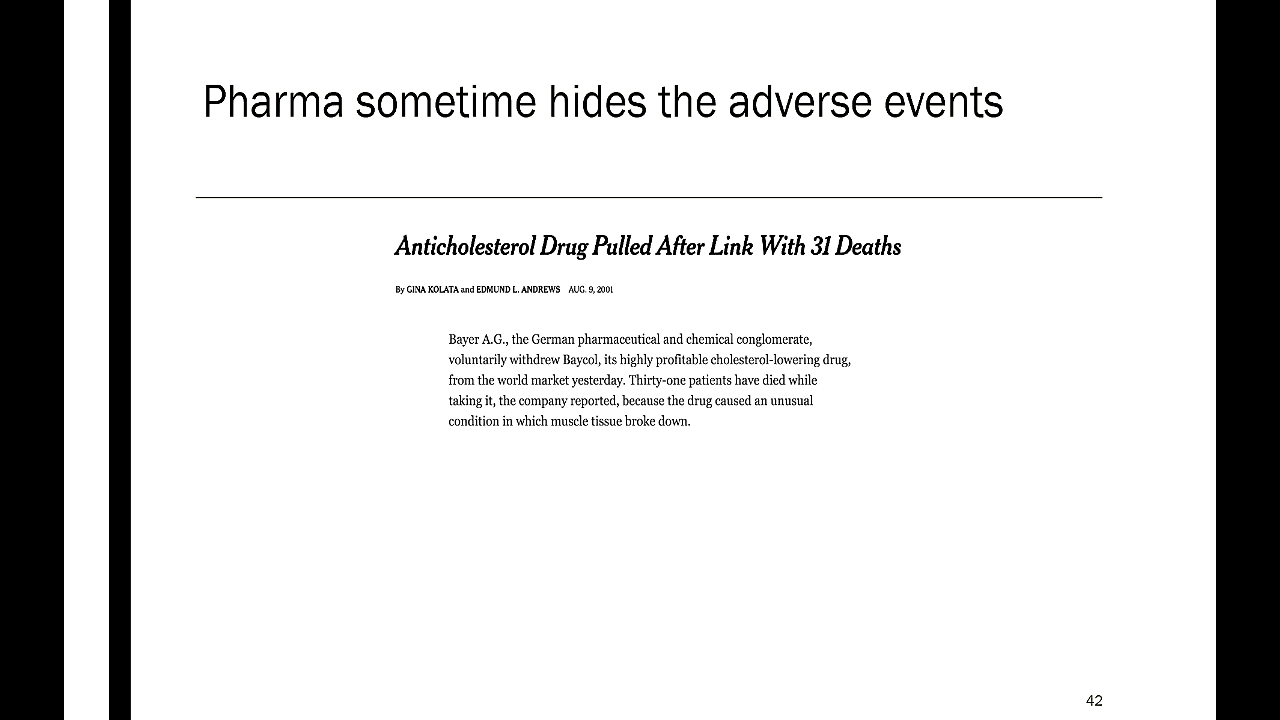 Pharma sometime hides the adverse events
Anticholesterol Drug Pulled After Link With 31 Deaths
By GINA KOLATA and EDMUND L. ANDREWS AUG. 9, 2001
Bayer A.G., the German pharmaceutical and chemical conglomerate,
voluntarily withdrew Baycol, its highly profitable cholesterol-lowering drug,
from the world market yesterday. Thirty-one patients have died while
taking it, the company reported, because the drug caused an unusual
condition in which muscle tissue broke down.
42